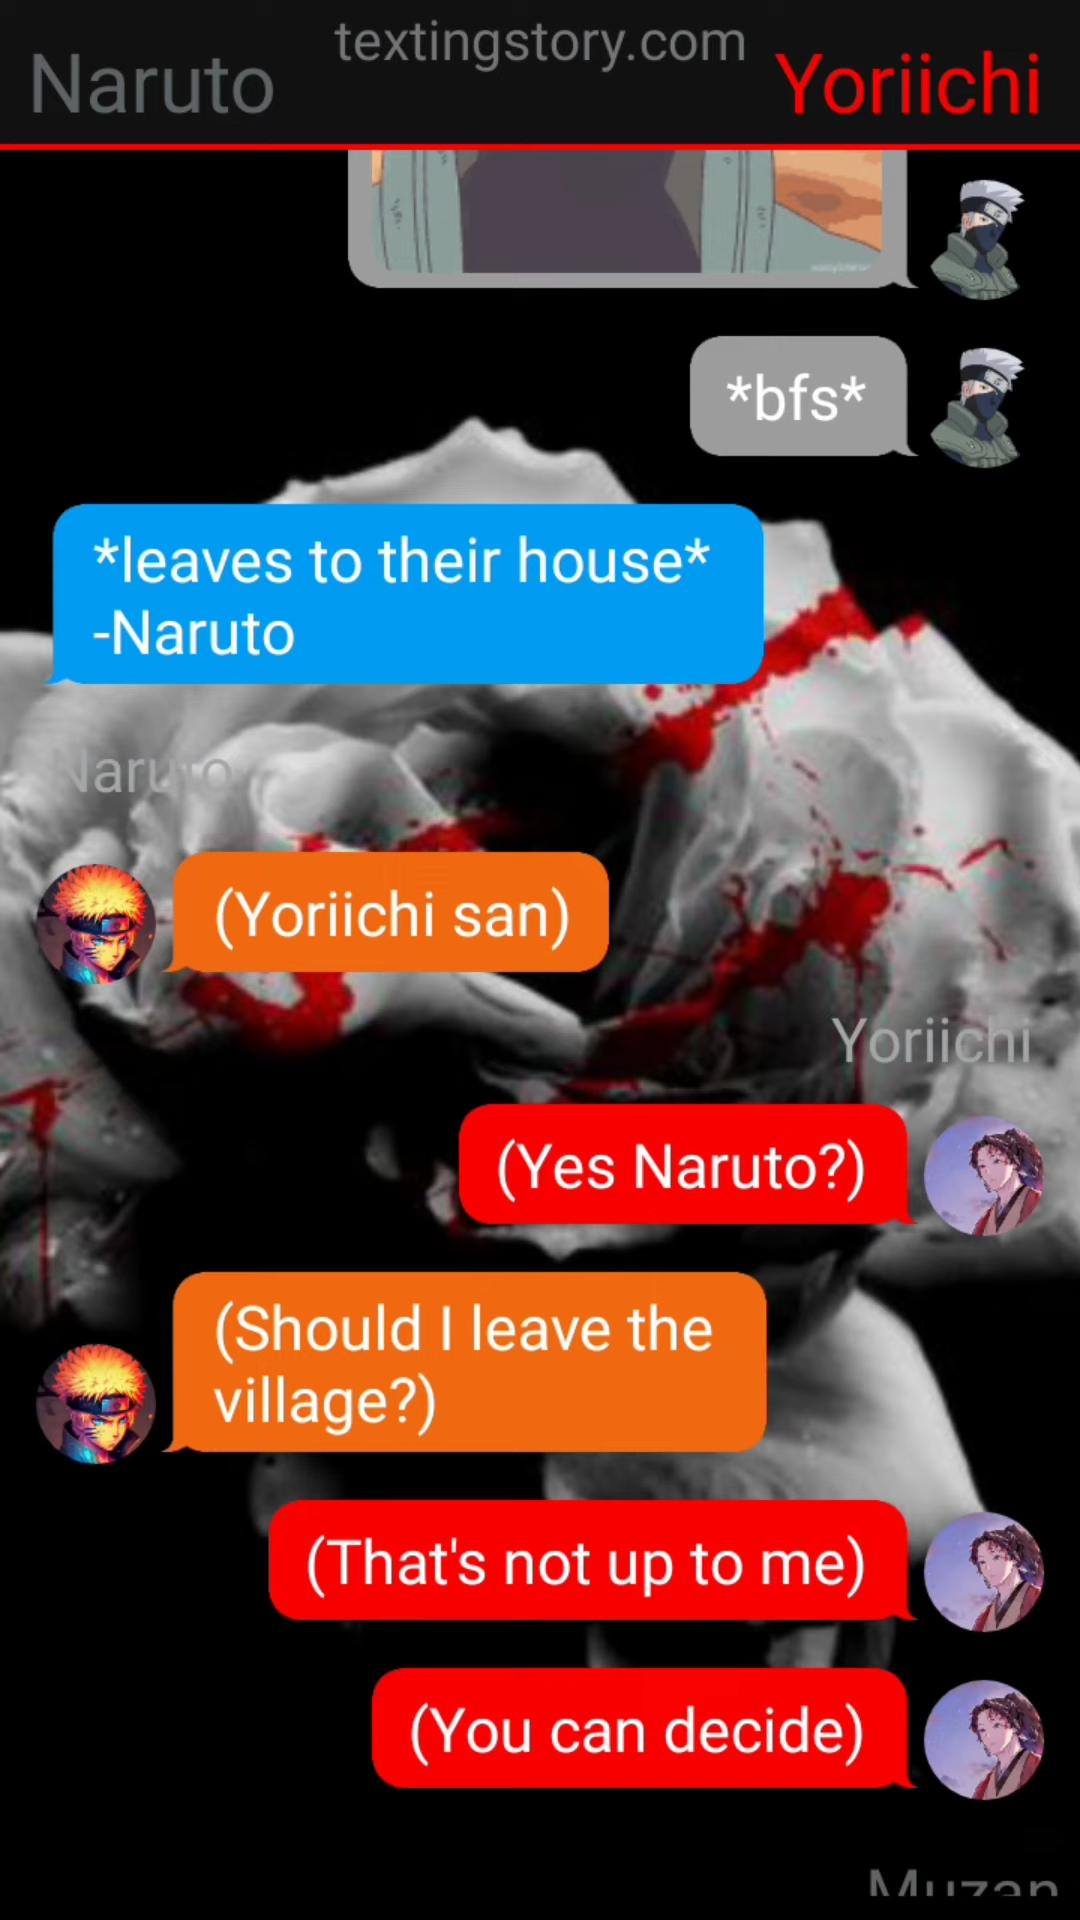 textingstory.com
Naruto
Yoriichi
*bfs*
*leaves to their house*
-Naruto
Naruto
(Yoriichi san)
Yoriichi
(Yes Naruto?)
(Should I leave the
village?)
(That's not up to me)
(You can decide)
Muzan